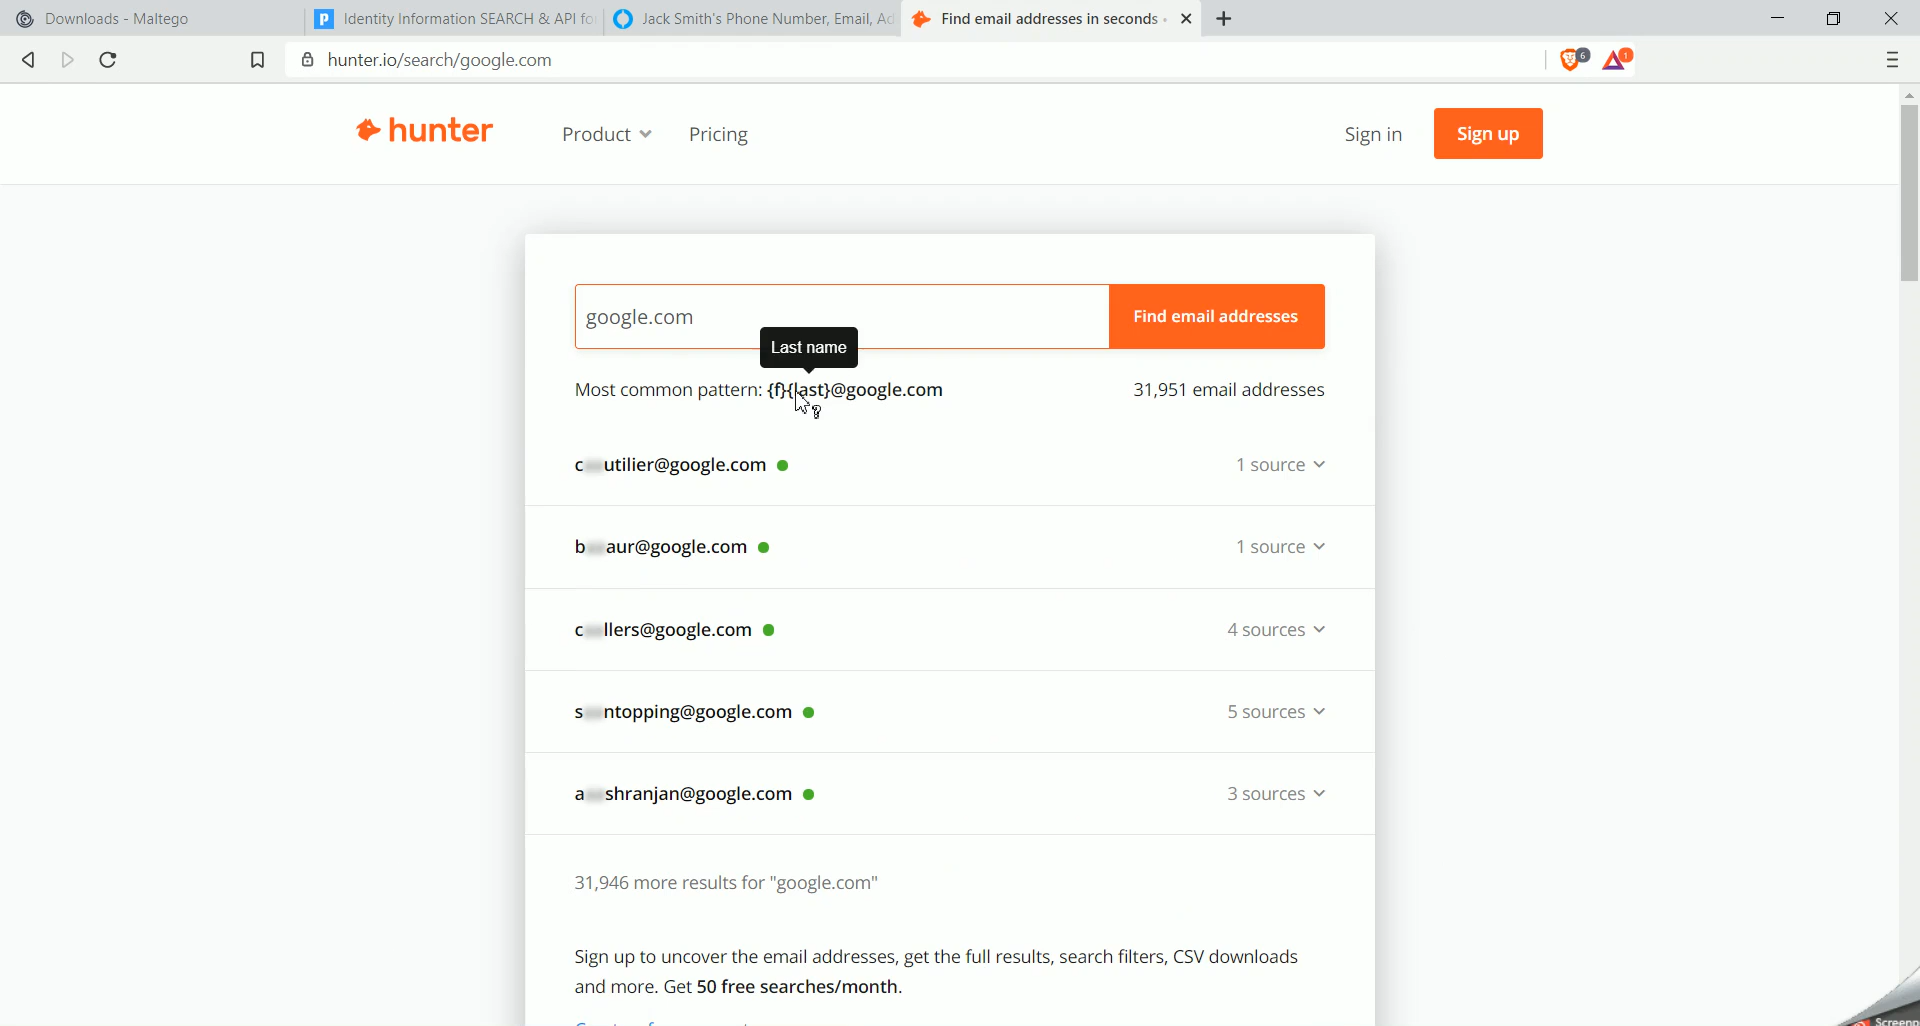 Downloads - Maltego
Identity Information SEARCH & API fo
Jack Smith's Phone Number, Email, Ad
Find email addresses in seconds
hunter.io/search/google.com
6
1
hunter
Product
Pricing
Sign in
Sign up
google.com
Find email addresses
Last name
Most common pattern: {f}{last}@google.com
31,951 email addresses
c utilier@google.com
1 source
b aur@google.com
1 source
c llers@google.com
4 sources
s ntopping@google.com
5 sources
a shranjan@google.com
3 sources
31,946 more results for "google.com"
Sign up to uncover the email addresses, get the full results, search filters, CSV downloads
and more. Get 50 free searches/month.